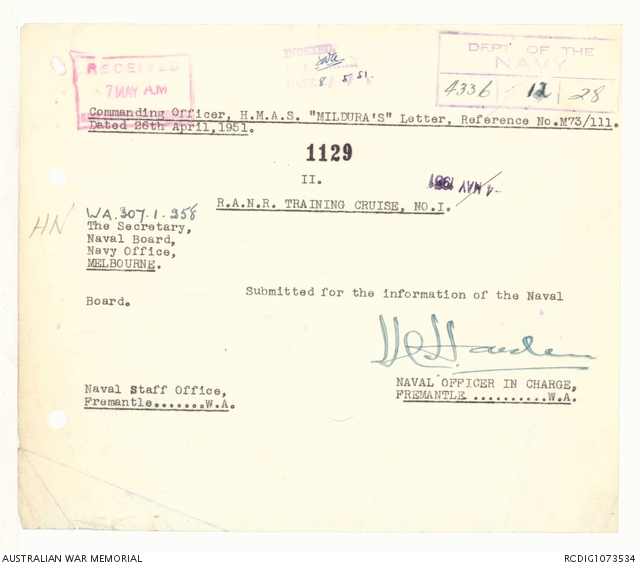 RECEIVED
7 MAY A.M
INDEXED
8.5.51.
DEPT OF THE
NAVY
4336 12 28
Commanding Officer, H.M.A.S. "MILDURA'S" Letter, Reference No.M73/111.
Dated 26th April,1951.
1129
II.
4 MAY 1951
R.A.N.R. TRAINING CRUISE, NO.I.
HN
WA.307.1.258
The Secretary,
Naval Board,
Navy Office,
MELBOURNE.
Submitted for the information of the Naval
Board.
NAVAL OFFICER IN CHARGE,
FREMANTLE ..........W.A.
Naval Staff Office,
Fremantle.......W.A.
AUSTRALIAN WAR MEMORIAL
RCDIG1073534